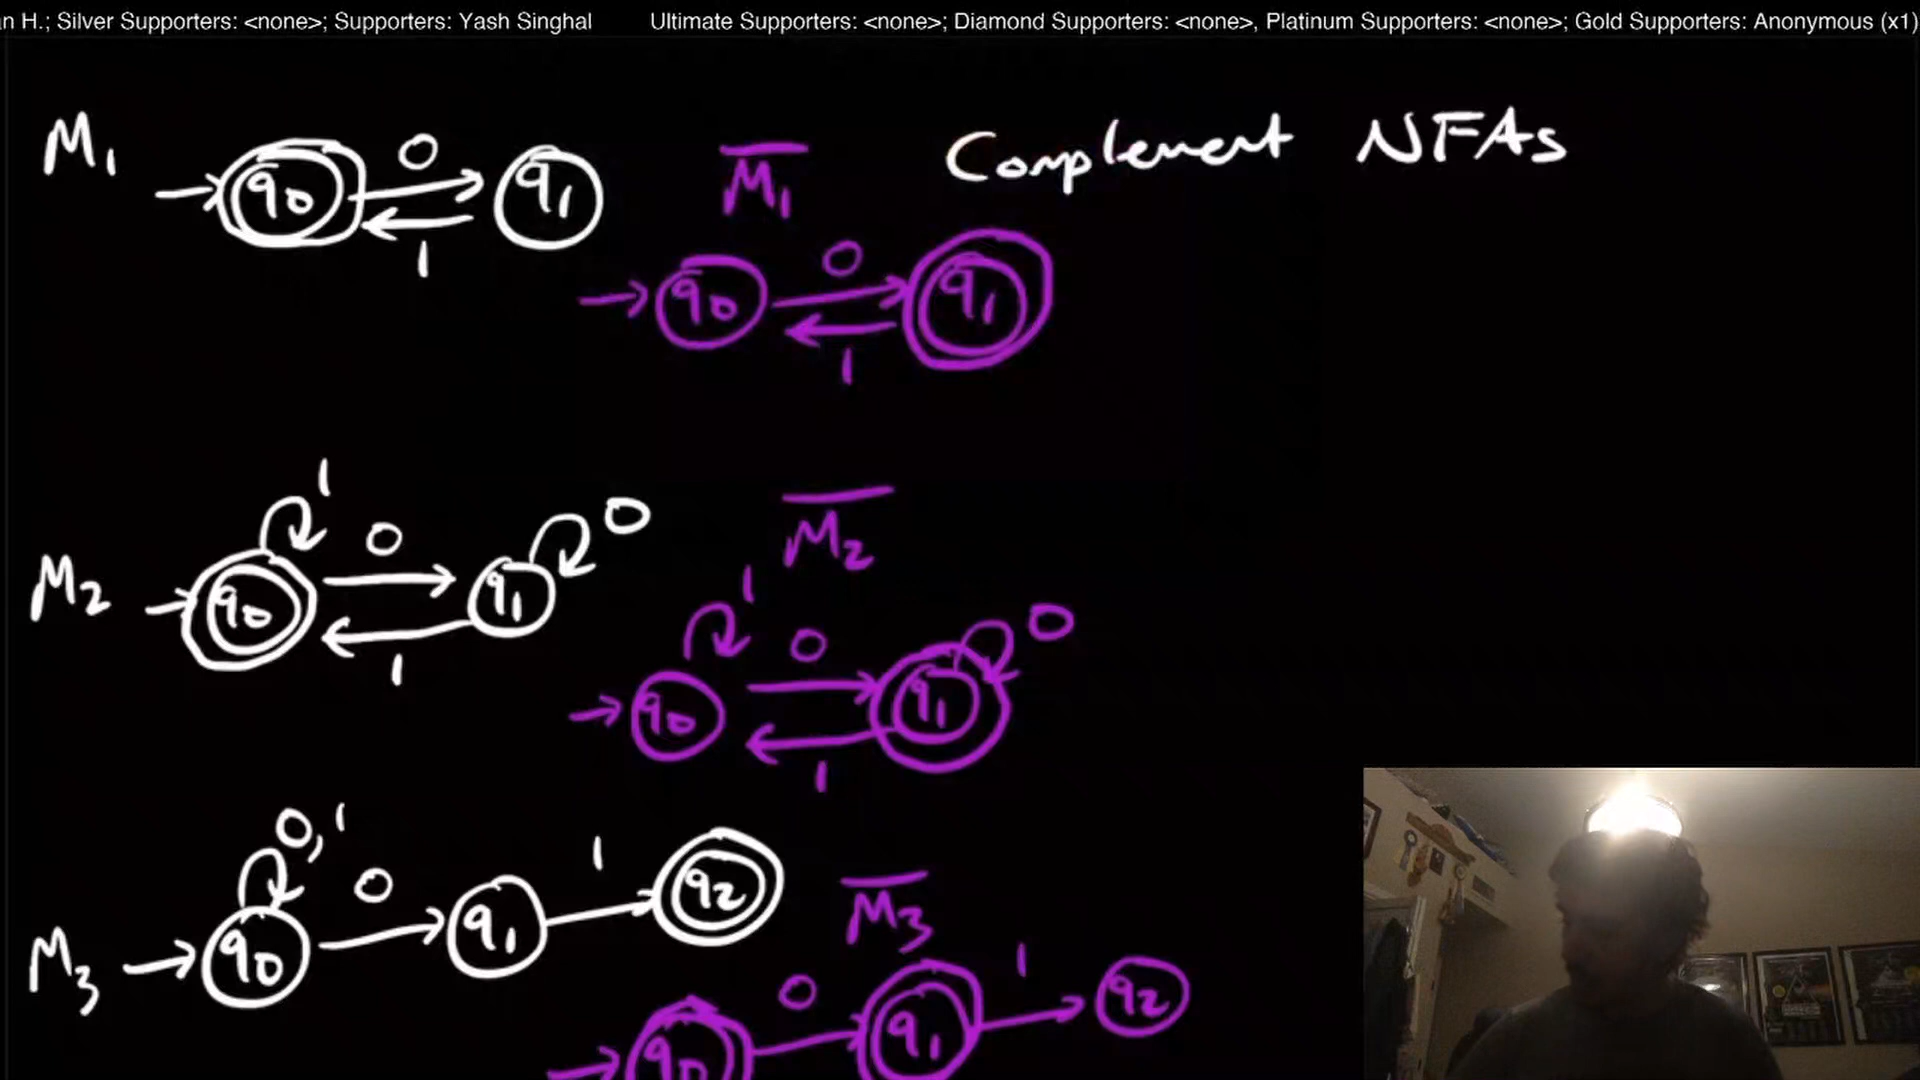 n H.; Silver Supporters: <none>; Supporters: Yash Singhal Ultimate Supporters: <none>; Diamond Supporters: <none>, Platinum Supporters: <none>; Gold Supporters: Anonymous (x1)
Complement NFAs
M1
q0 0 q1
1
M̅1
q0 0 q1
1
M2
1
q0 0 q1 0
1
M̅2
1
q0 0 q1 0
1
M3
0,1
q0 0 q1 1 q2
M̅3
q0 0 q1 1 q2